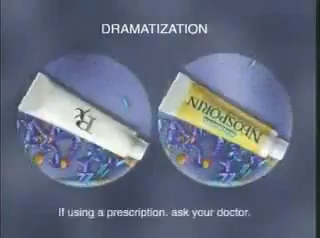 DRAMATIZATION
Rx
NEOSPORIN
If using a prescription, ask your doctor.